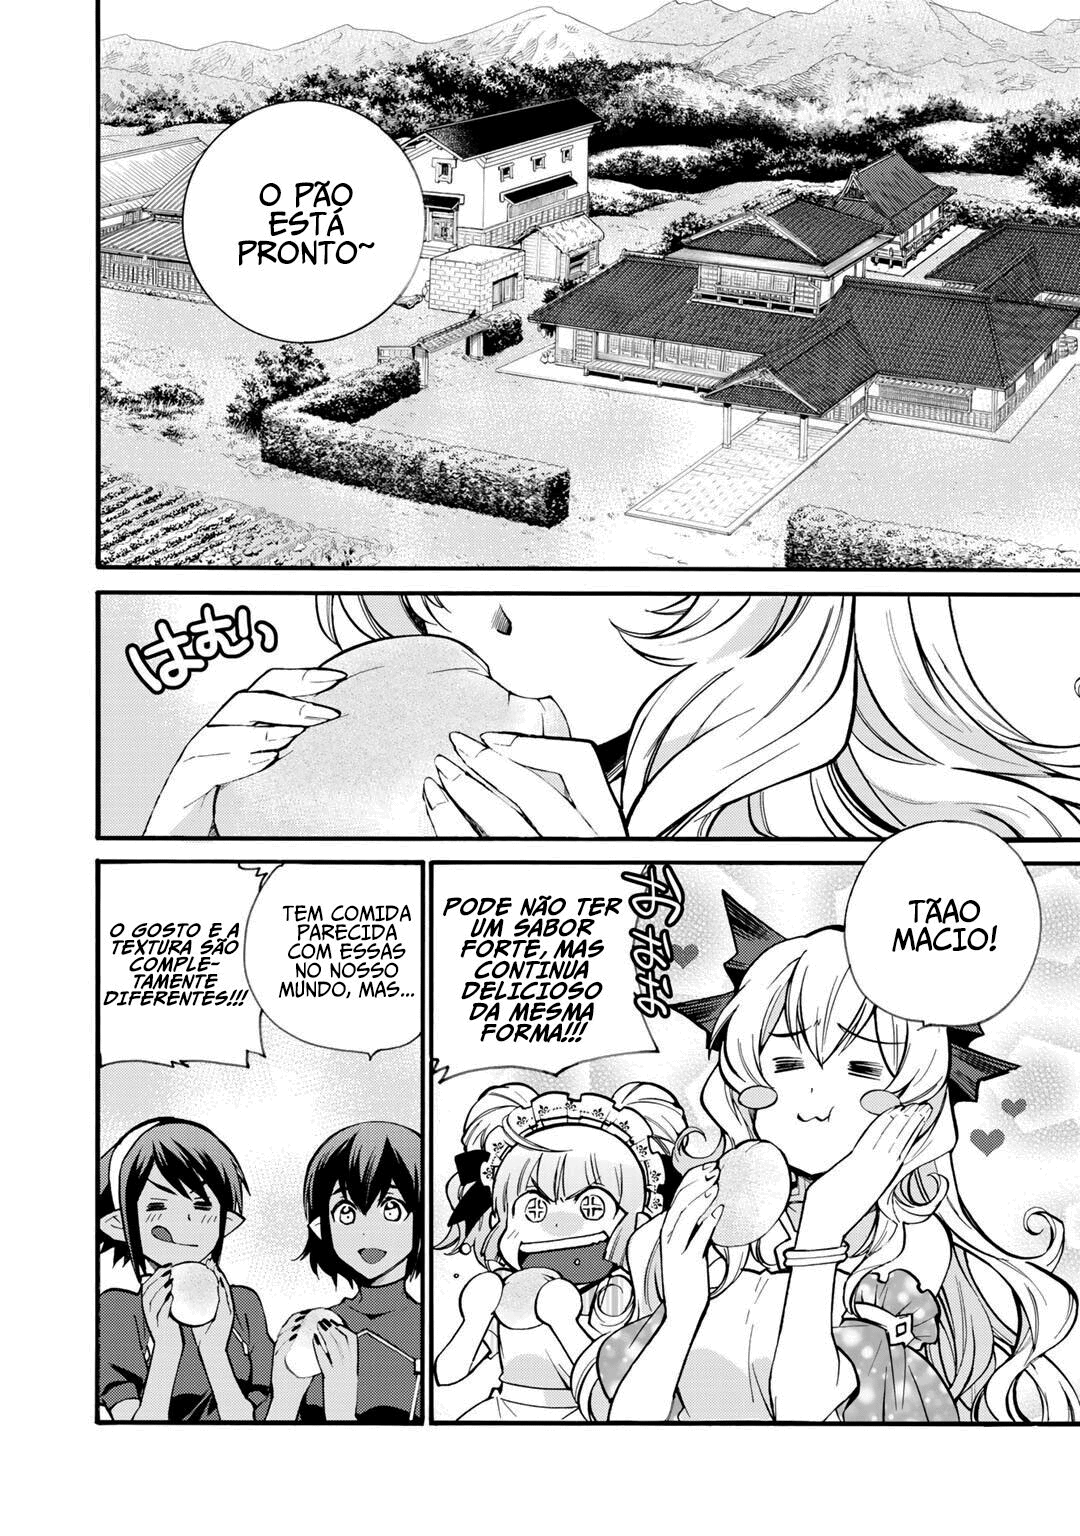 O PÃO
ESTÁ
PRONTO~
はむっ
TÃAO
MACIO!
PODE NÃO TER
UM SABOR
FORTE, MAS
CONTINUA
DELICIOSO
DA MESMA
FORMA!!!
TEM COMIDA
PARECIDA
COM ESSAS
NO NOSSO
MUNDO, MAS...
O GOSTO E A
TEXTURA SÃO
COMPLE-
TAMENTE
DIFERENTES!!!